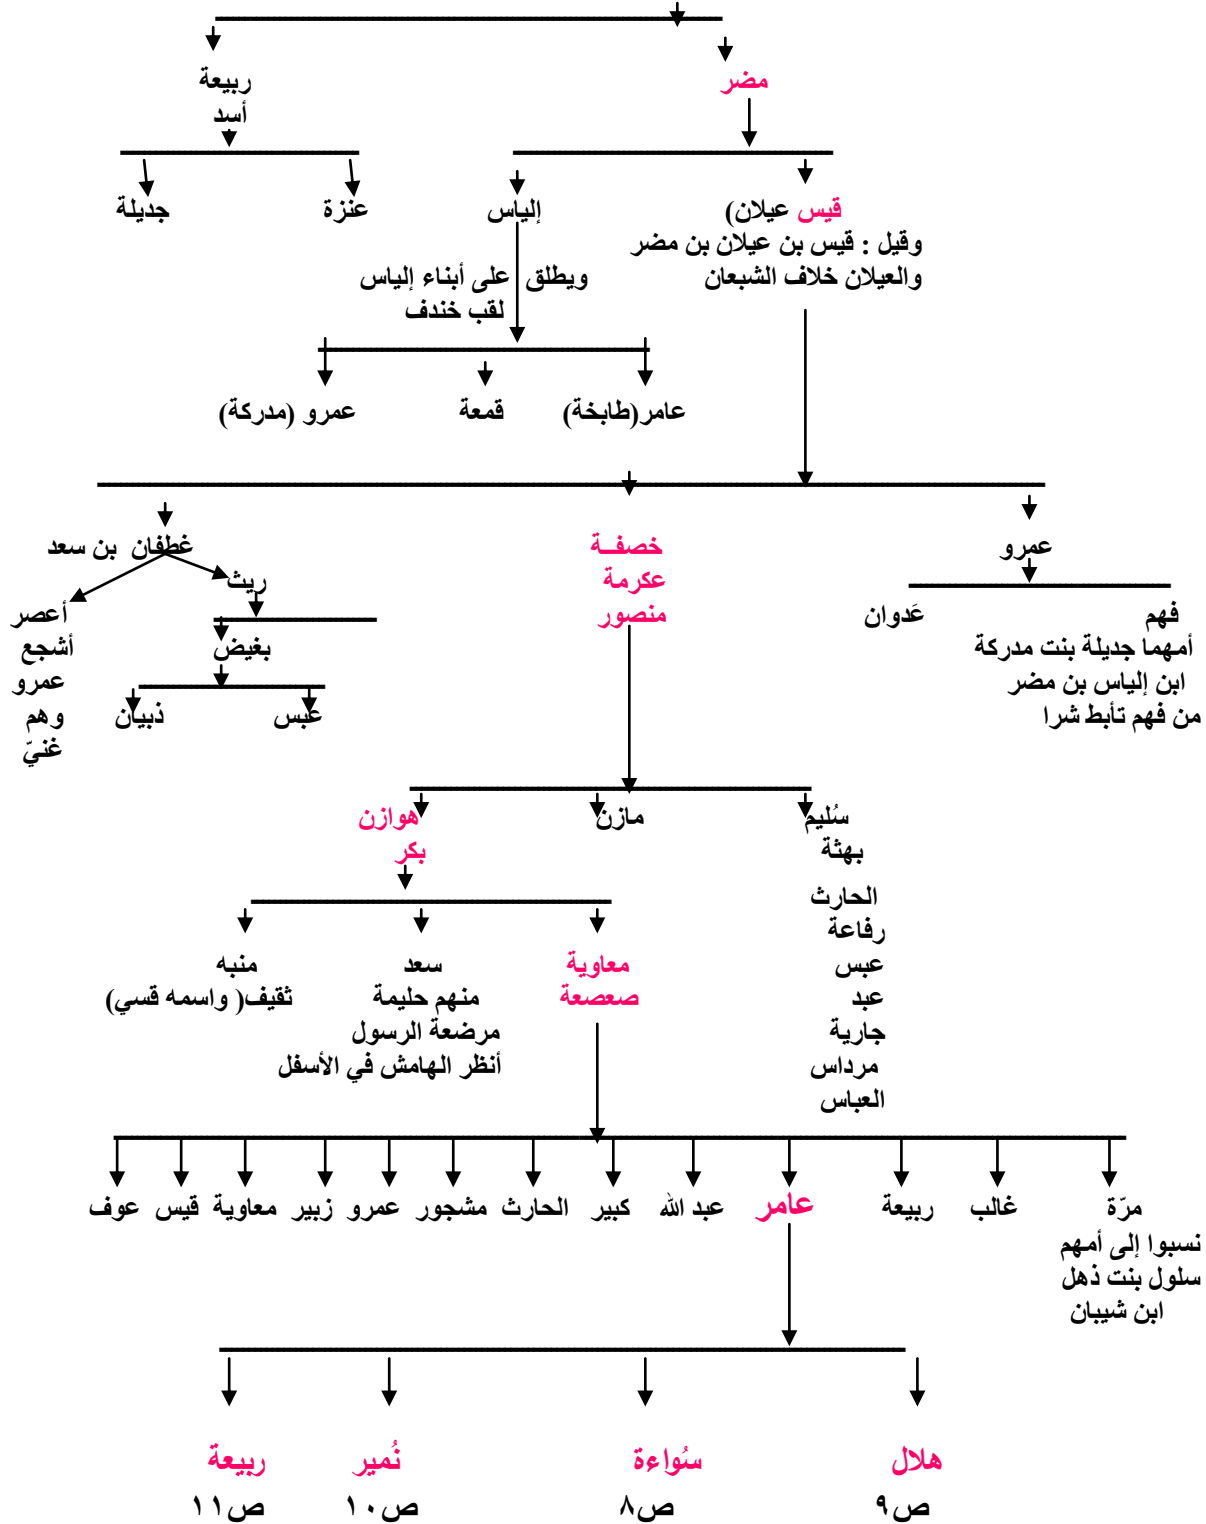 مضر
ربيعة
أسد
قيس عيلان)
وقيل : قيس بن عيلان بن مضر
والعيلان خلاف الشبعان
إلياس
ويطلق على أبناء إلياس
لقب خندف
عنزة
جديلة
عامر(طابخة)
قمعة
عمرو (مدركة)
عمرو
فهم
أمهما جديلة بنت مدركة
ابن إلياس بن مضر
من فهم تأبط شرا
عَدوان
خصفــة
عكرمة
منصور
غطفان بن سعد
ريث
بغيض
عبس
ذبيان
أعصر
أشجع
عمرو
وهم
غنيّ
سُليم
بهثة
الحارث
رفاعة
عبس
عبد
جارية
مرداس
العباس
مازن
هوازن
بكر
معاوية
صعصعة
سعد
منهم حليمة
مرضعة الرسول
أنظر الهامش في الأسفل
منبه
ثقيف( واسمه قسي)
مرّة
نسبوا إلى أمهم
سلول بنت ذهل
ابن شيبان
غالب
ربيعة
عامر
عبد الله
كبير
الحارث
مشجور
عمرو
زبير
معاوية
قيس
عوف
هلال
ص٩
سُواءة
ص٨
نُمير
ص١٠
ربيعة
ص١١